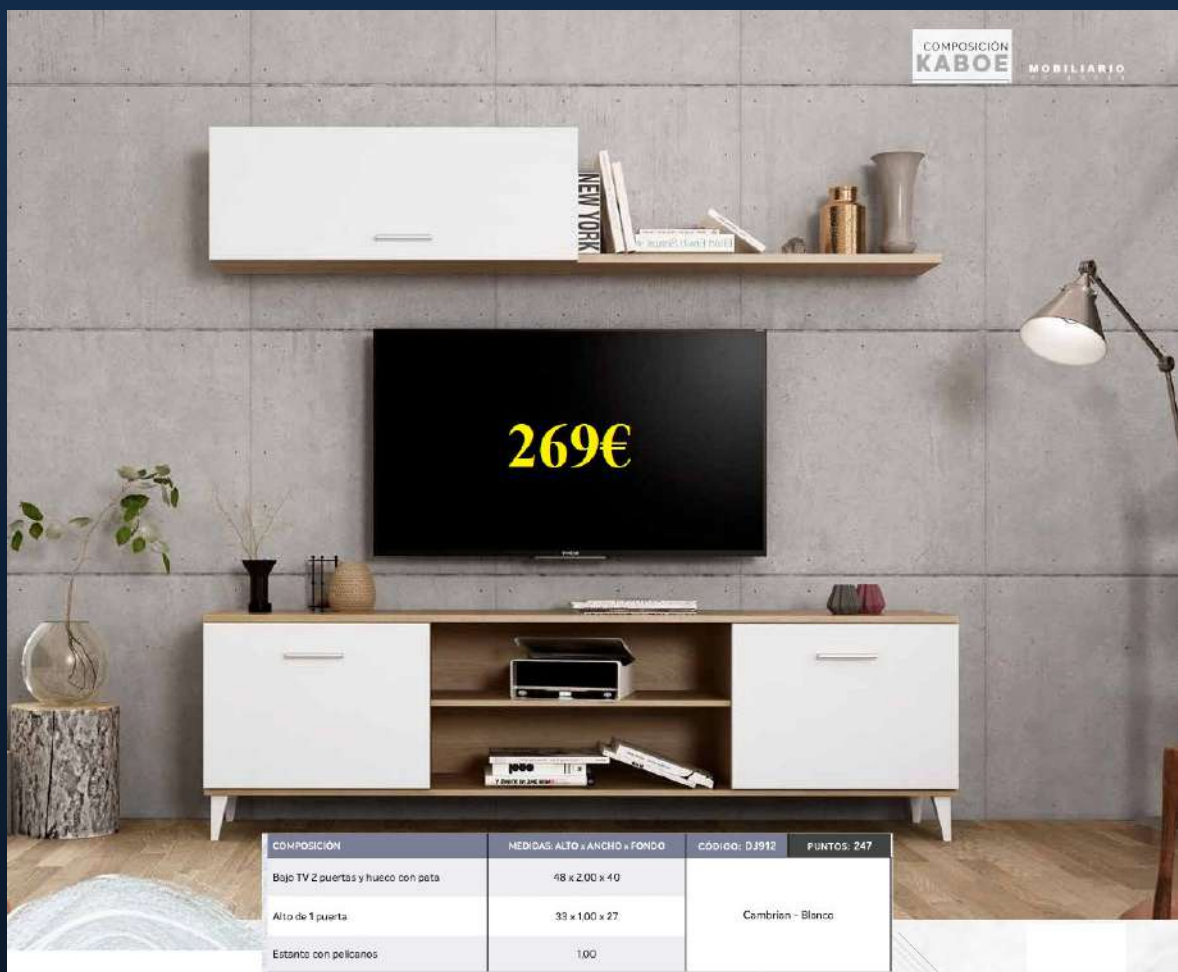 COMPOSICIÓN
KABOE
MOBILIARIO
NEW YORK
269€
COMPOSICIÓN
MEDIDAS: ALTO x ANCHO x FONDO
CÓDIGO: DJ912
PUNTOS: 247
Bajo TV 2 puertas y hueco con pata
48 x 2,00 x 40
Alto de 1 puerta
33 x 1,00 x 27
Cambrian - Blanco
Estante con pelicanos
1,00